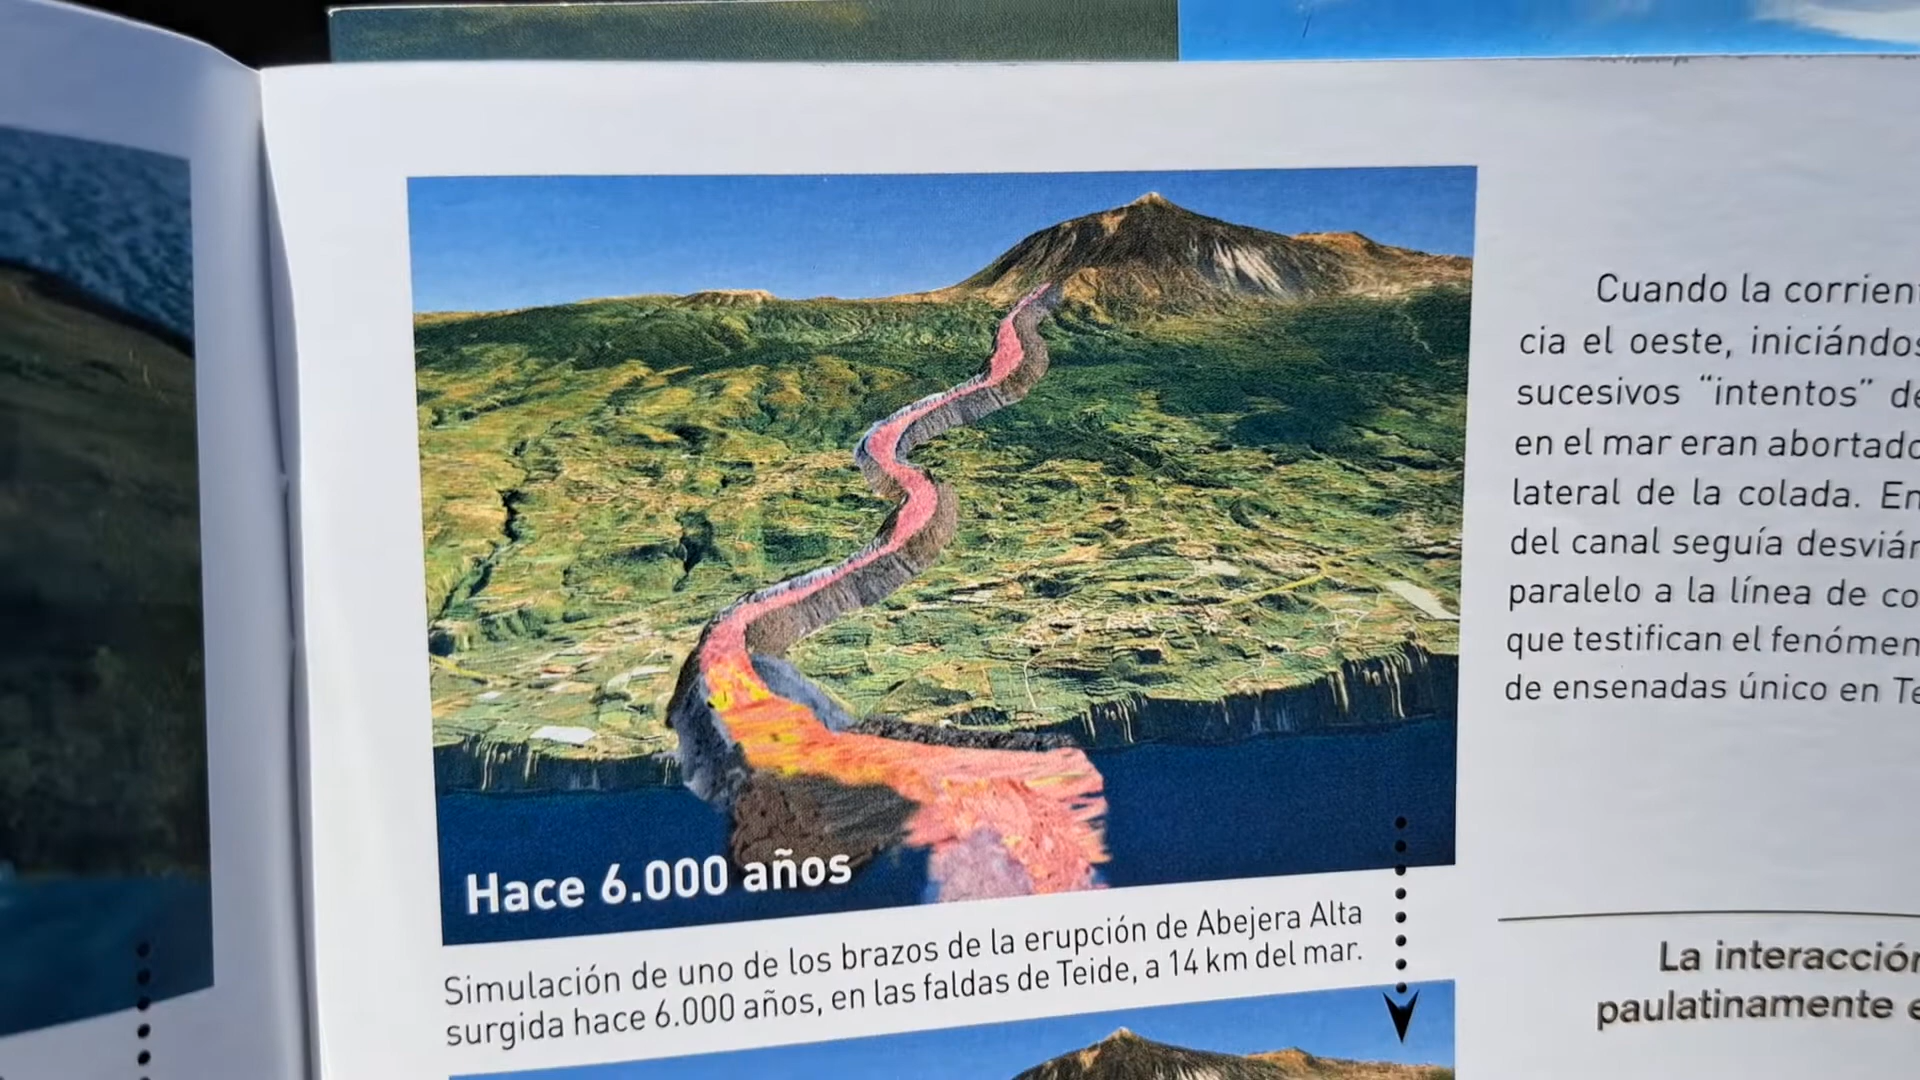 Hace 6.000 años
Simulación de uno de los brazos de la erupción de Abejera Alta
surgida hace 6.000 años, en las faldas de Teide, a 14 km del mar.
Cuando la corrien
cia el oeste, iniciándos
sucesivos “intentos” de
en el mar eran abortado
lateral de la colada. En
del canal seguía desvián
paralelo a la línea de co
que testifican el fenómen
de ensenadas único en Te
La interacción
paulatinamente e